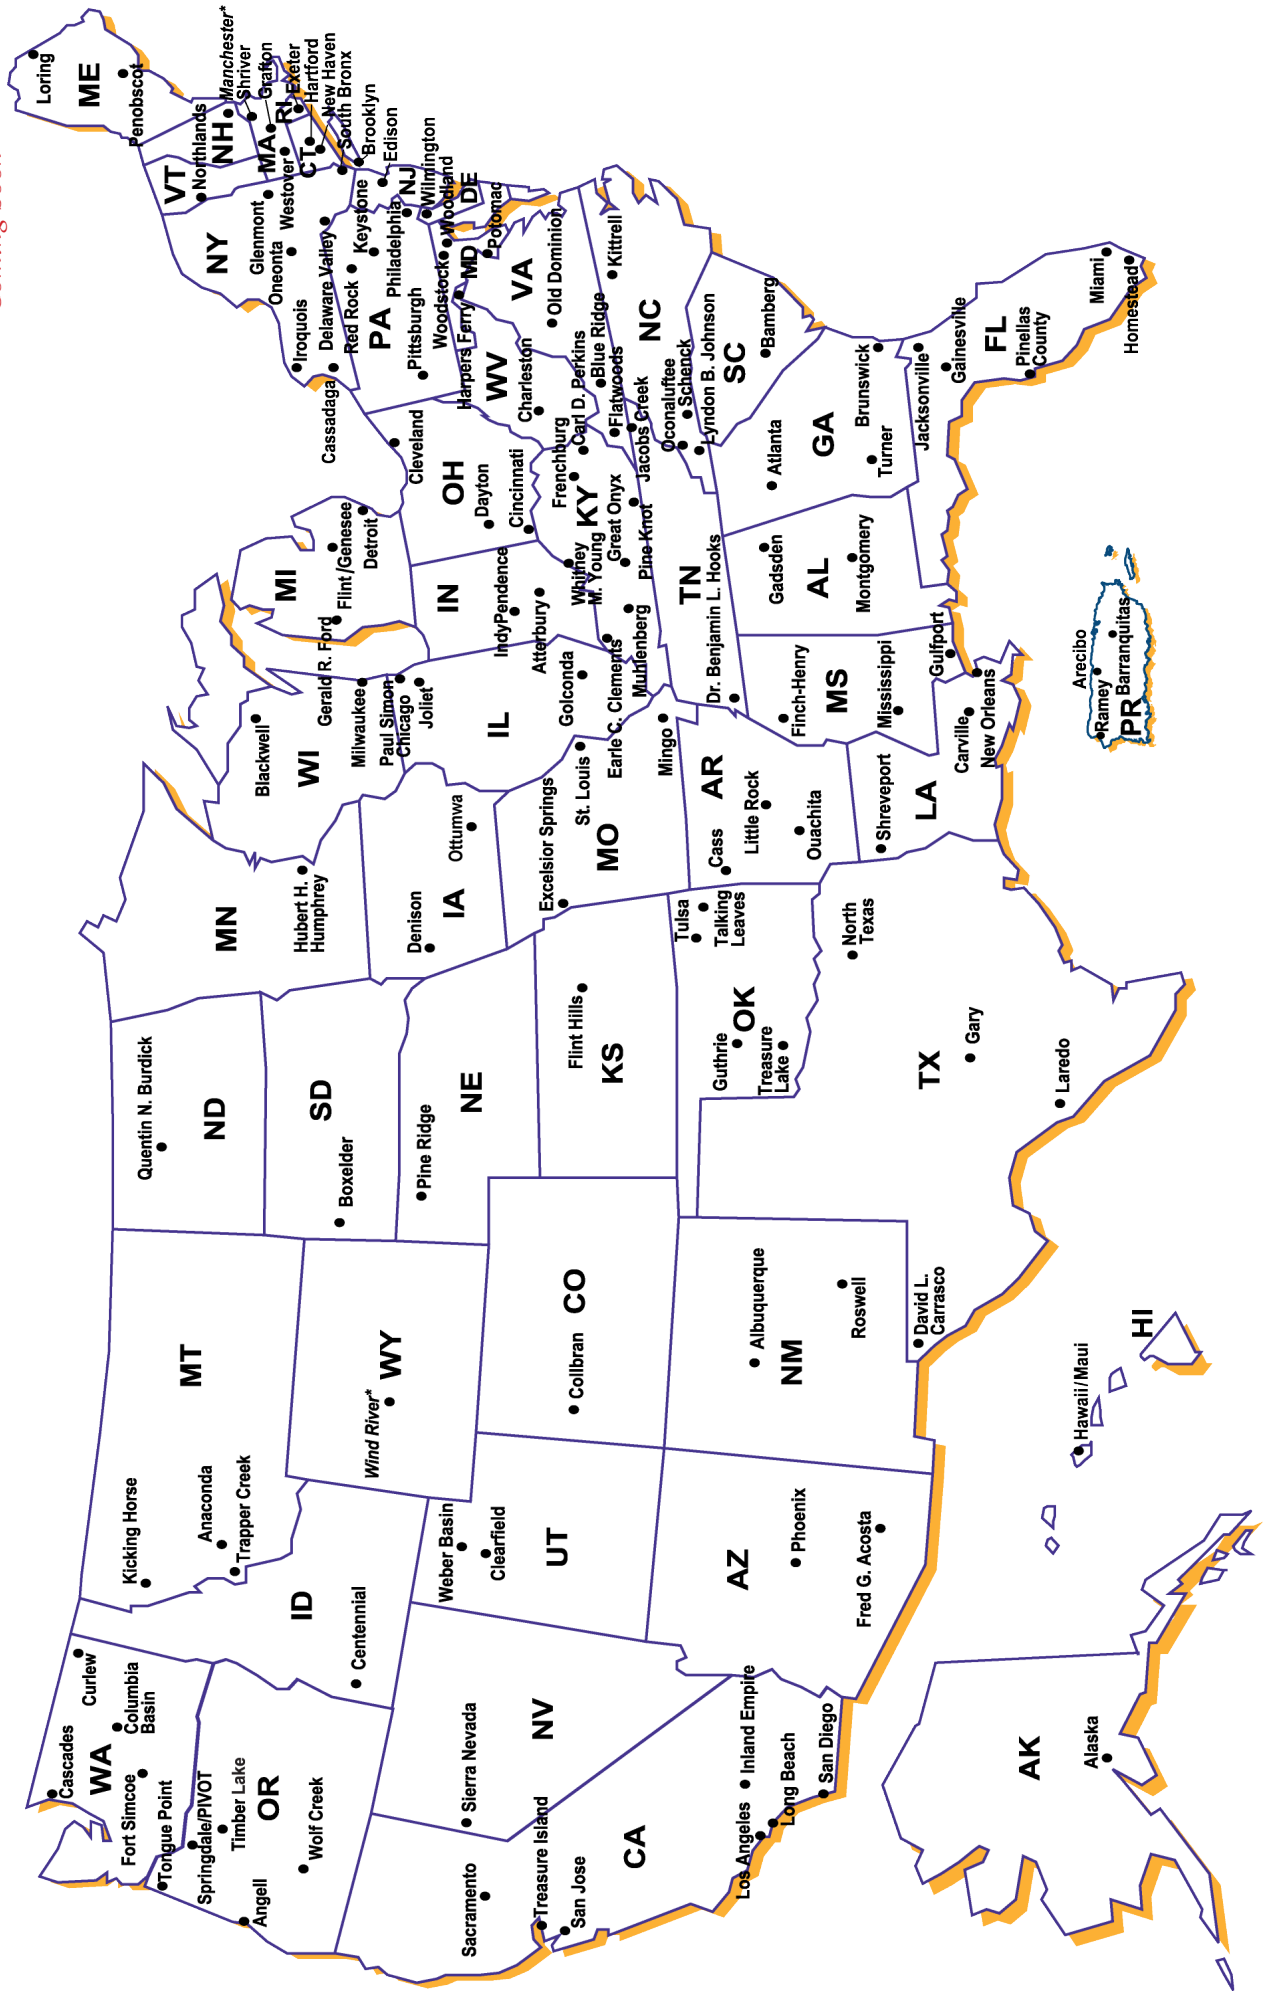 Cascades
WA
Curlew
Columbia
Basin
Fort Simcoe
Tongue Point
Springdale/PIVOT
Timber Lake
OR
Angell
Wolf Creek
Kicking Horse
MT
Anaconda
Trapper Creek
ID
Centennial
Wind River*
WY
Quentin N. Burdick
ND
SD
Boxelder
Pine Ridge
NE
MN
Hubert H.
Humphrey
Blackwell
WI
Milwaukee
MI
Gerald R. Ford
Flint/Genesee
Detroit
Denison
IA
Ottumwa
Paul Simon
Chicago
Joliet
IL
Golconda
IN
IndyPendence
Atterbury
OH
Cleveland
Dayton
Cincinnati
Sacramento
Treasure Island
San Jose
CA
Los Angeles
Long Beach
Inland Empire
San Diego
Sierra Nevada
NV
Weber Basin
Clearfield
UT
CO
Collbran
AZ
Phoenix
Fred G. Acosta
Albuquerque
NM
Roswell
KS
Flint Hills
OK
Guthrie
Treasure
Lake
Tulsa
Talking
Leaves
TX
North
Texas
Gary
Laredo
David L.
Carrasco
Excelsior Springs
St. Louis
MO
Mingo
AR
Cass
Little Rock
Ouachita
Shreveport
LA
Carville
New Orleans
MS
Finch-Henry
Mississippi
Gulfport
Dr. Benjamin L. Hooks
TN
Jacobs Creek
KY
Earle C. Clements
Muhlenberg
Whitney
M. Young
Great Onyx
Pine Knot
Frenchburg
Carl D. Perkins
Flatwoods
AL
Gadsden
Montgomery
GA
Atlanta
Turner
Brunswick
FL
Jacksonville
Gainesville
Pinellas
County
Miami
Homestead
SC
Bamberg
NC
Lyndon B. Johnson
Schenck
Oconaluftee
Kittrell
VA
Blue Ridge
Old Dominion
WV
Charleston
Harpers Ferry
MD
Woodstock
Woodland
Potomac
DE
Wilmington
PA
Pittsburgh
Philadelphia
Red Rock
Keystone
NJ
Edison
NY
Iroquois
Cassadaga
Delaware Valley
Oneonta
Glenmont
Brooklyn
South Bronx
VT
Northlands
NH
Manchester*
MA
Shriver
Grafton
Westover
RI
Exeter
CT
Hartford
New Haven
ME
Loring
Penobscot
AK
Alaska
HI
Hawaii/Maui
PR
Ramey
Arecibo
Barranquitas